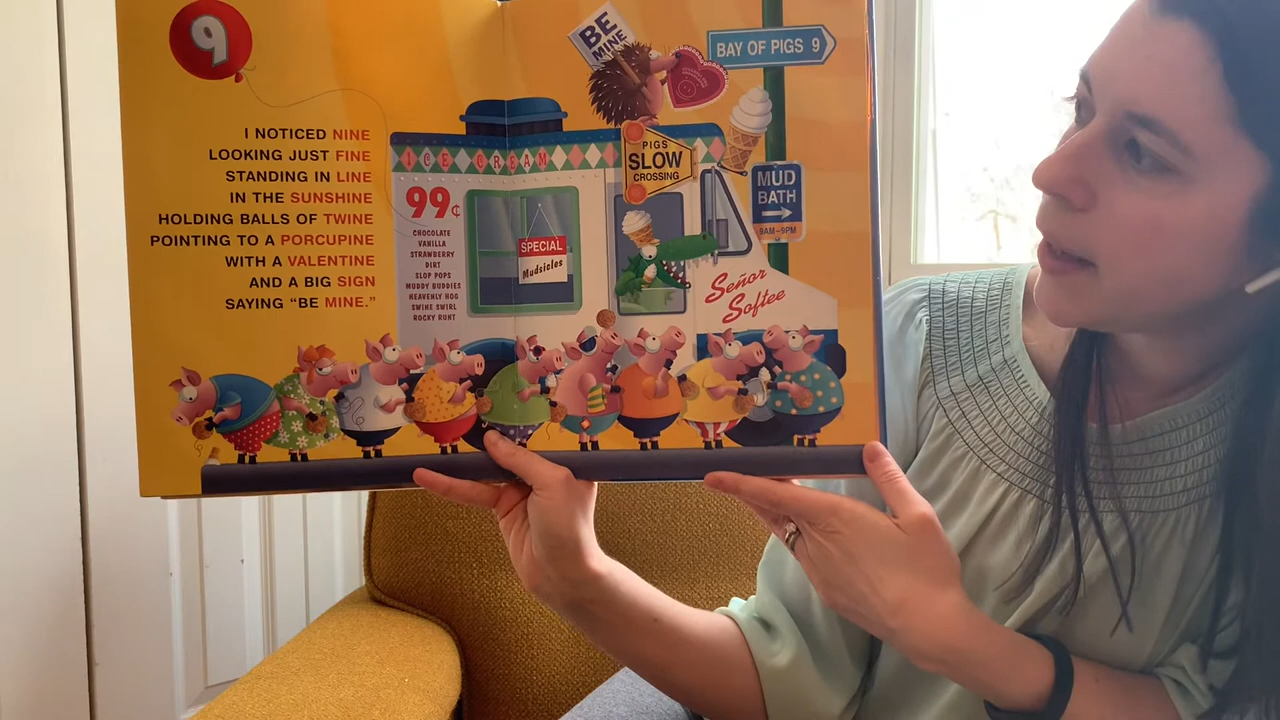 9
I NOTICED NINE
LOOKING JUST FINE
STANDING IN LINE
IN THE SUNSHINE
HOLDING BALLS OF TWINE
POINTING TO A PORCUPINE
WITH A VALENTINE
AND A BIG SIGN
SAYING “BE MINE.”
BE
MINE
BAY OF PIGS 9
ICE CREAM
PIGS
SLOW
CROSSING
MUD
BATH
9AM-9PM
99¢
CHOCOLATE
VANILLA
STRAWBERRY
DIRT
SLOP POPS
MUDDY BUDDIES
HEAVENLY HOG
SWINE SWIRL
ROCKY RUNT
SPECIAL
Mudsicles
Señor
Softee